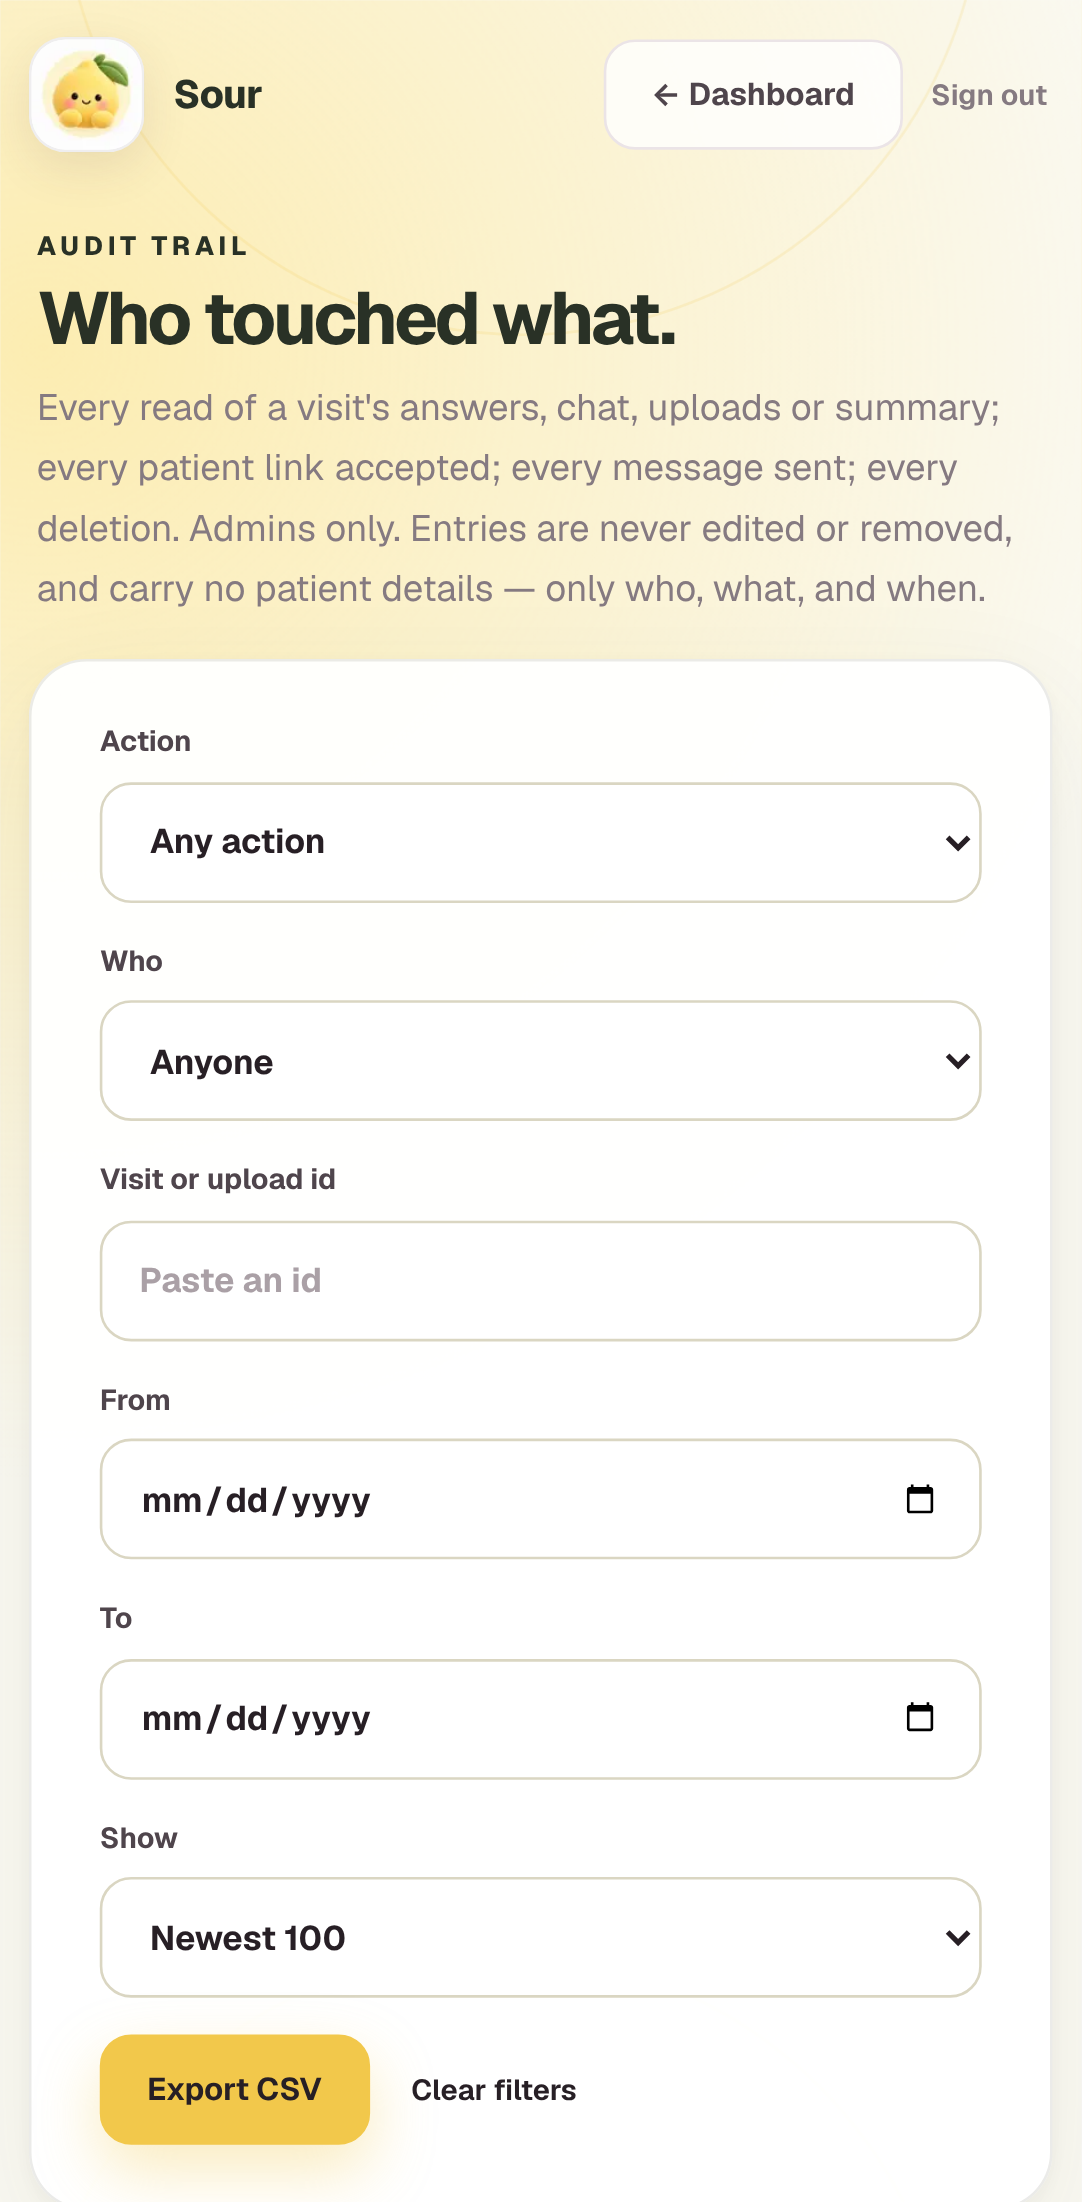 Sour
← Dashboard
Sign out
AUDIT TRAIL
Who touched what.
Every read of a visit's answers, chat, uploads or summary;
every patient link accepted; every message sent; every
deletion. Admins only. Entries are never edited or removed,
and carry no patient details — only who, what, and when.
Action
Any action
Who
Anyone
Visit or upload id
Paste an id
From
mm/dd/yyyy
To
mm/dd/yyyy
Show
Newest 100
Export CSV
Clear filters